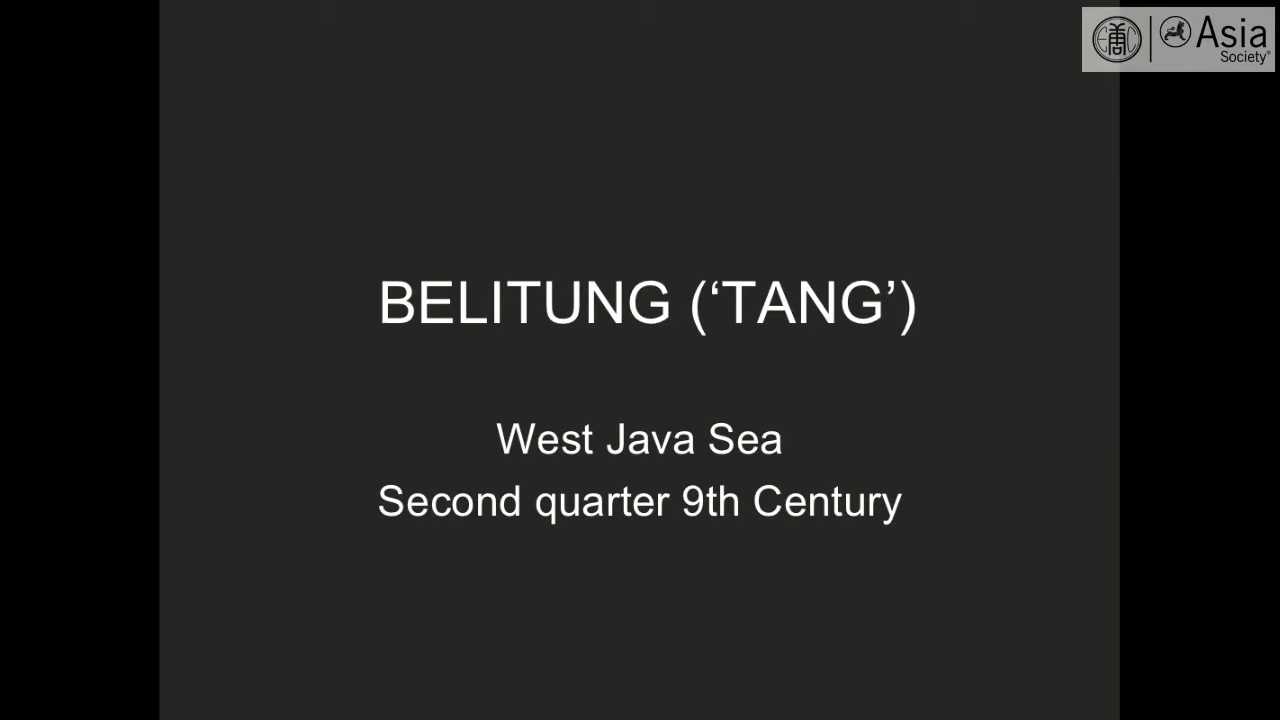 Asia
Society
BELITUNG (‘TANG’)
West Java Sea
Second quarter 9th Century